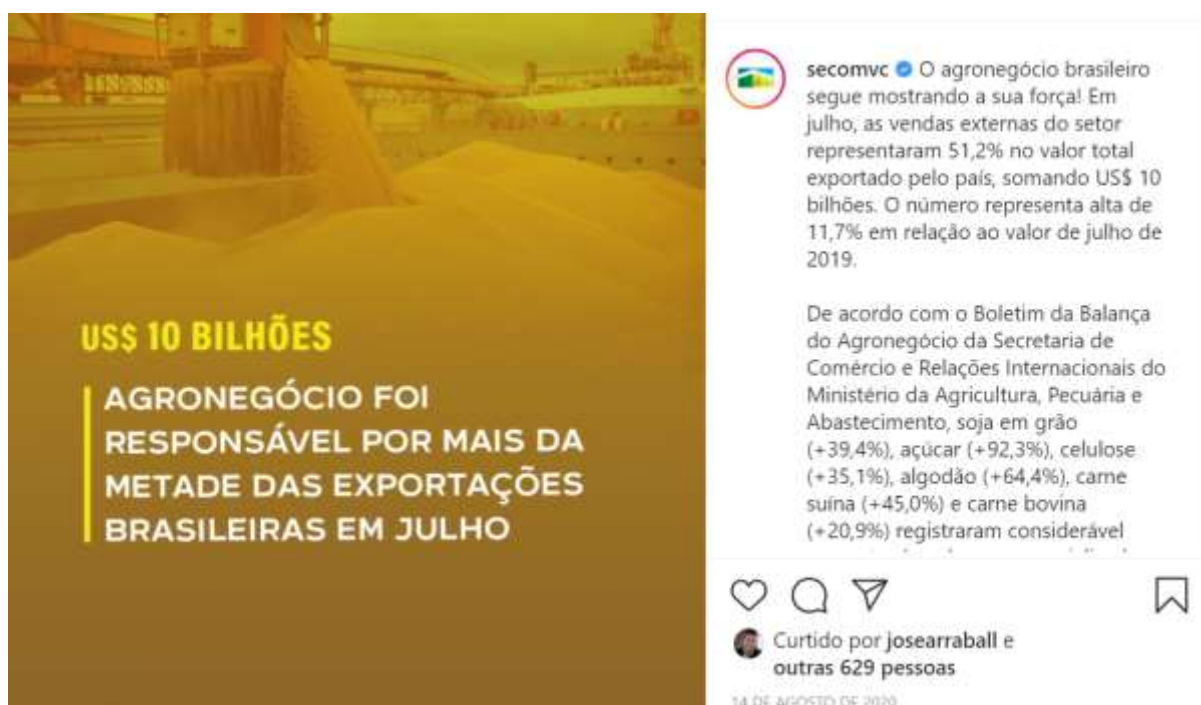 US$ 10 BILHÕES
AGRONEGÓCIO FOI
RESPONSÁVEL POR MAIS DA
METADE DAS EXPORTAÇÕES
BRASILEIRAS EM JULHO
secomvc O agronegócio brasileiro
segue mostrando a sua força! Em
julho, as vendas externas do setor
representaram 51,2% no valor total
exportado pelo país, somando US$ 10
bilhões. O número representa alta de
11,7% em relação ao valor de julho de
2019.
De acordo com o Boletim da Balança
do Agronegócio da Secretaria de
Comércio e Relações Internacionais do
Ministério da Agricultura, Pecuária e
Abastecimento, soja em grão
(+39,4%), açúcar (+92,3%), celulose
(+35,1%), algodão (+64,4%), carne
suína (+45,0%) e carne bovina
(+20,9%) registraram considerável
Curtido por josearraball e
outras 629 pessoas
14 DE AGOSTO DE 2020